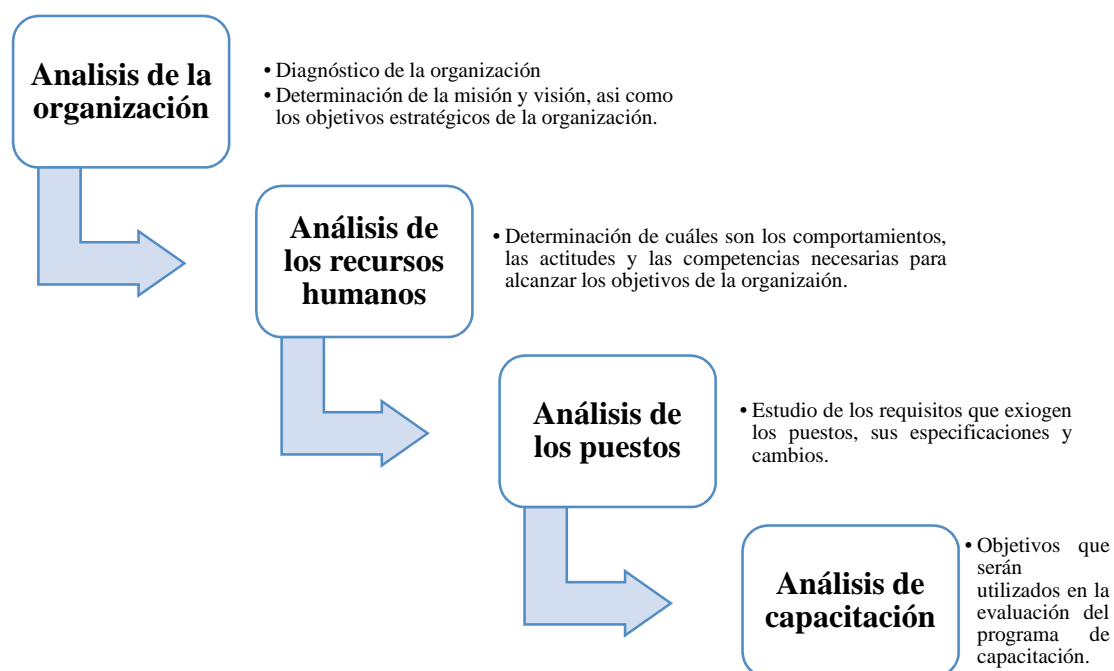 Analisis de la
organización
• Diagnóstico de la organización
• Determinación de la misión y visión, asi como
los objetivos estratégicos de la organización.
Análisis de
los recursos
humanos
• Determinación de cuáles son los comportamientos,
las actitudes y las competencias necesarias para
alcanzar los objetivos de la organizaión.
Análisis de
los puestos
• Estudio de los requisitos que exiogen
los puestos, sus especificaciones y
cambios.
Análisis de
capacitación
• Objetivos que
serán
utilizados en la
evaluación del
programa de
capacitación.